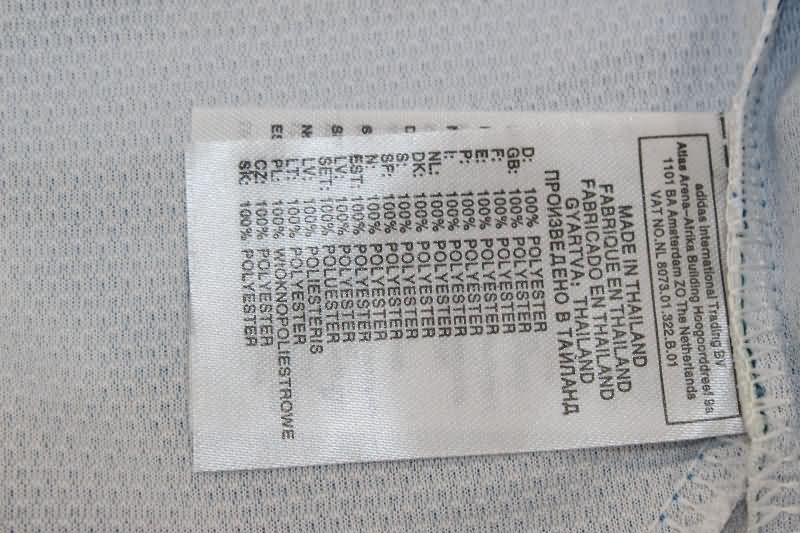 adidas International Trading BV
Atlas Arena-Afrika Building Hoogoorddreef 9a
1101 BA Amsterdam ZO The Netherlands
VAT NO.NL 8073.01.322.B.01
MADE IN THAILAND
FABRIQUE EN THAILAND
FABRICADO EN THAILAND
GYARTVA: THAILAND
ПРОИЗВЕДЕНО В ТАЙЛАНД
D: 100% POLYESTER
GB: 100% POLYESTER
F: 100% POLYESTER
E: 100% POLYESTER
P: 100% POLYESTER
I: 100% POLYESTER
NL: 100% POLYESTER
DK: 100% POLYESTER
S: 100% POLYESTER
SF: 100% POLYESTER
N: 100% POLYESTER
EST: 100% POLYESTER
LV: 100% POLYESTER
SET: 100% POLUESTER
LV: 100% POLIESTERIS
LT: 100% POLYESTER
PL: 100% WłOKNOPOLIESTROWE
CZ: 100% POLYESTER
SK: 100% POLYESTER